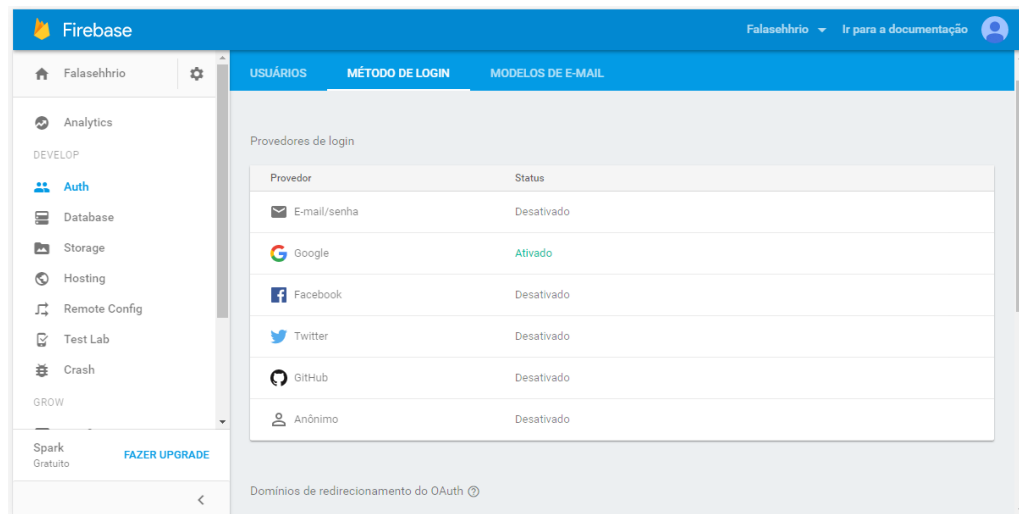 Firebase
Falasehhrio
Ir para a documentação
Falasehhrio
USUÁRIOS
MÉTODO DE LOGIN
MODELOS DE E-MAIL
Analytics
DEVELOP
Auth
Database
Storage
Hosting
Remote Config
Test Lab
Crash
GROW
Spark
Gratuito
FAZER UPGRADE
Provedores de login
Provedor Status
E-mail/senha Desativado
Google Ativado
Facebook Desativado
Twitter Desativado
GitHub Desativado
Anônimo Desativado
Domínios de redirecionamento do OAuth